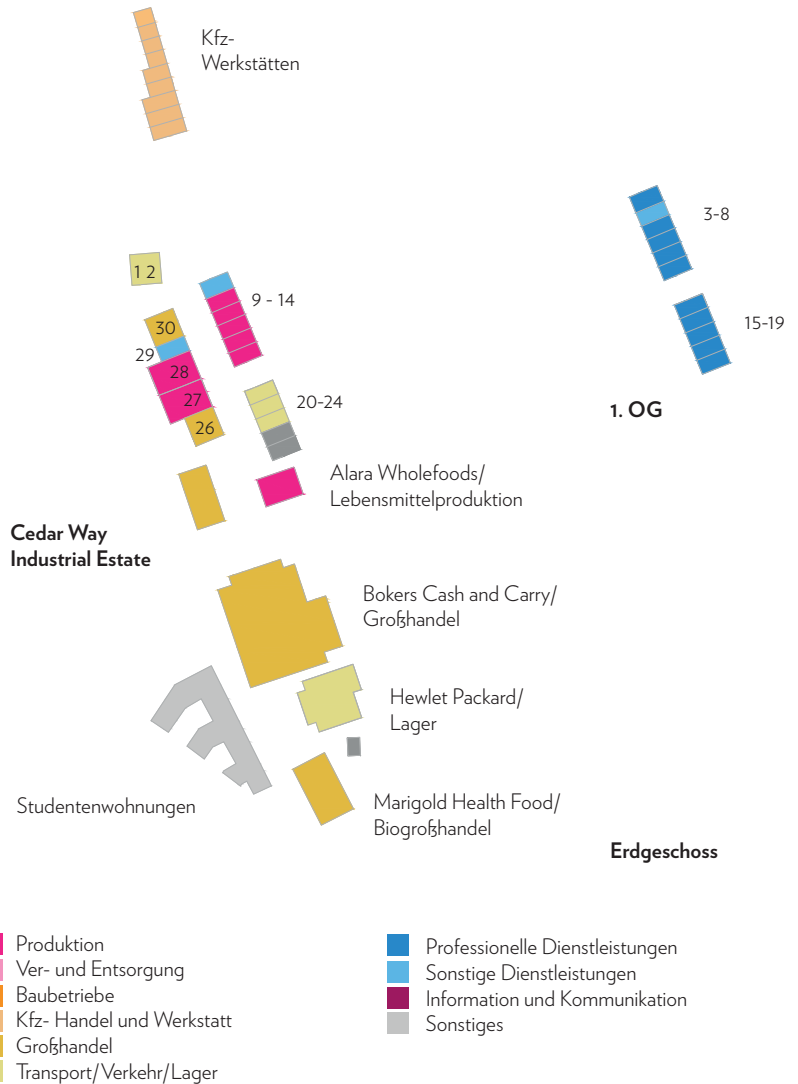 Kfz-
Werkstätten
3-8
1 2
9 - 14
30
15-19
29
28
27
20-24
1. OG
26
Alara Wholefoods/
Lebensmittelproduktion
Cedar Way
Industrial Estate
Bokers Cash and Carry/
Großhandel
Hewlet Packard/
Lager
Studentenwohnungen
Marigold Health Food/
Biogroßhandel
Erdgeschoss
Produktion
Ver- und Entsorgung
Baubetriebe
Kfz- Handel und Werkstatt
Großhandel
Transport/Verkehr/Lager
Professionelle Dienstleistungen
Sonstige Dienstleistungen
Information und Kommunikation
Sonstiges